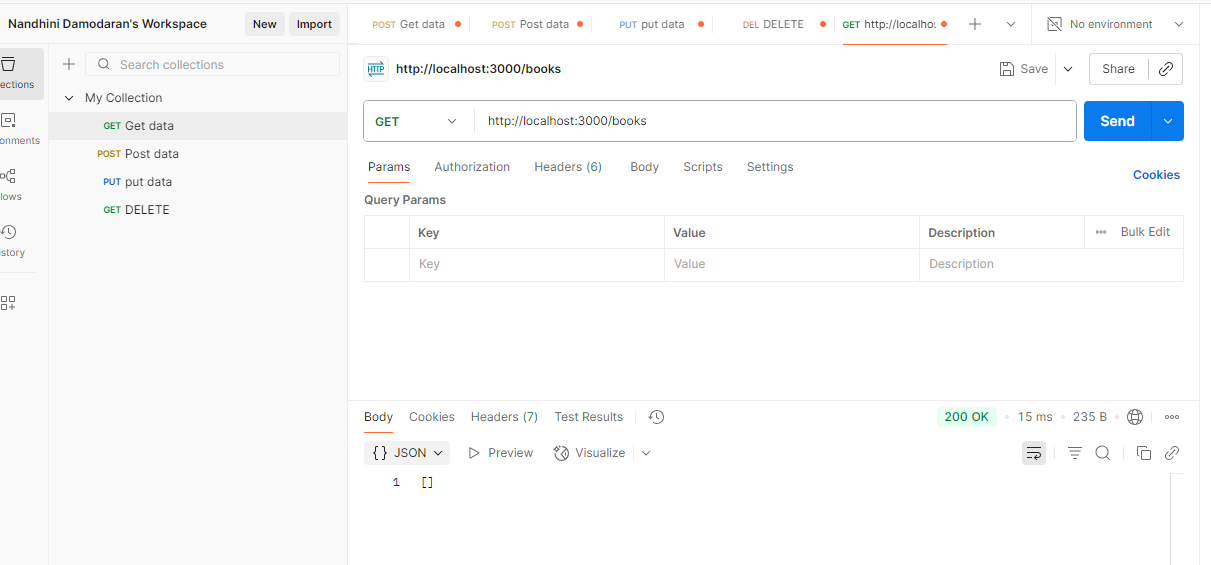 Nandhini Damodaran's Workspace New Import
POST Get data POST Post data PUT put data DEL DELETE GET http://localho: No environment
ections
onments
lows
istory
Search collections
My Collection
GET Get data
POST Post data
PUT put data
GET DELETE
HTTP http://localhost:3000/books Save Share
GET http://localhost:3000/books Send
Params Authorization Headers (6) Body Scripts Settings Cookies
Query Params
Key Value Description Bulk Edit
Key Value Description
Body Cookies Headers (7) Test Results 200 OK 15 ms 235 B
{} JSON Preview Visualize
1 []